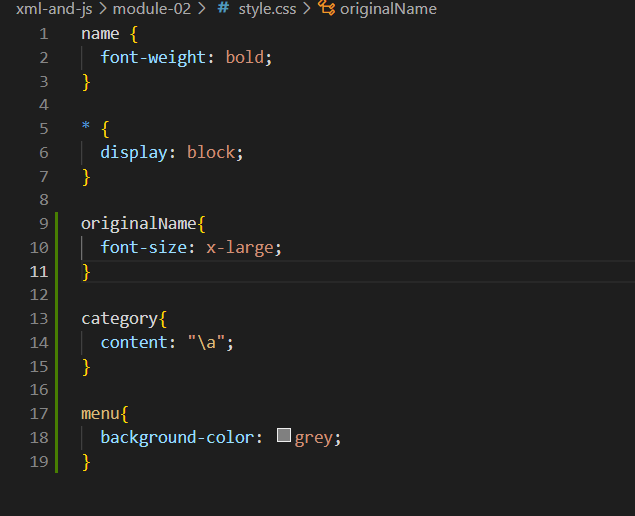 xml-and-js > module-02 > # style.css > originalName
1 name {
2 font-weight: bold;
3 }
4
5 * {
6 display: block;
7 }
8
9 originalName{
10 font-size: x-large;
11 }
12
13 category{
14 content: "\a";
15 }
16
17 menu{
18 background-color: grey;
19 }